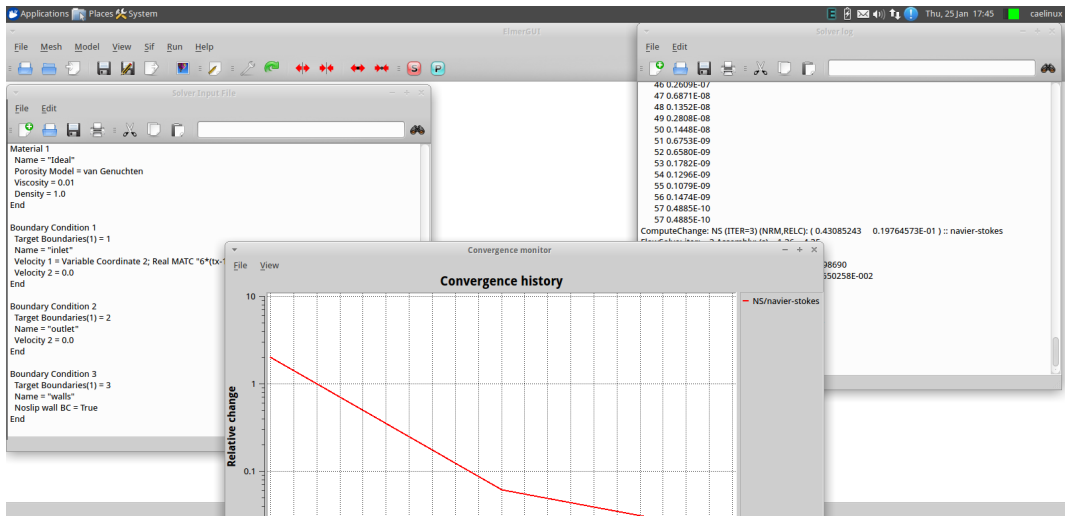 Applications Places System
Thu, 25 Jan 17:45 caelinux
ElmerGUI
File Mesh Model View Sif Run Help
S P
Solver Input File
File Edit
Material 1
Name = "Ideal"
Porosity Model = van Genuchten
Viscosity = 0.01
Density = 1.0
End
Boundary Condition 1
Target Boundaries(1) = 1
Name = "inlet"
Velocity 1 = Variable Coordinate 2; Real MATC "6*(tx-
Velocity 2 = 0.0
End
Boundary Condition 2
Target Boundaries(1) = 2
Name = "outlet"
Velocity 2 = 0.0
End
Boundary Condition 3
Target Boundaries(1) = 3
Name = "walls"
Noslip wall BC = True
End
Solver log
File Edit
46 0.2609E-07
47 0.6871E-08
48 0.1352E-08
49 0.2808E-08
50 0.1448E-08
51 0.6753E-09
52 0.6580E-09
53 0.1782E-09
54 0.1296E-09
55 0.1079E-09
56 0.1474E-09
57 0.4885E-10
57 0.4885E-10
ComputeChange: NS (ITER=3) (NRM,RELC): ( 0.43085243 0.19764573E-01 ) :: navier-stokes
98690
550258E-002
Convergence monitor
File View
Convergence history
NS/navier-stokes
Relative change
10
1
0.1